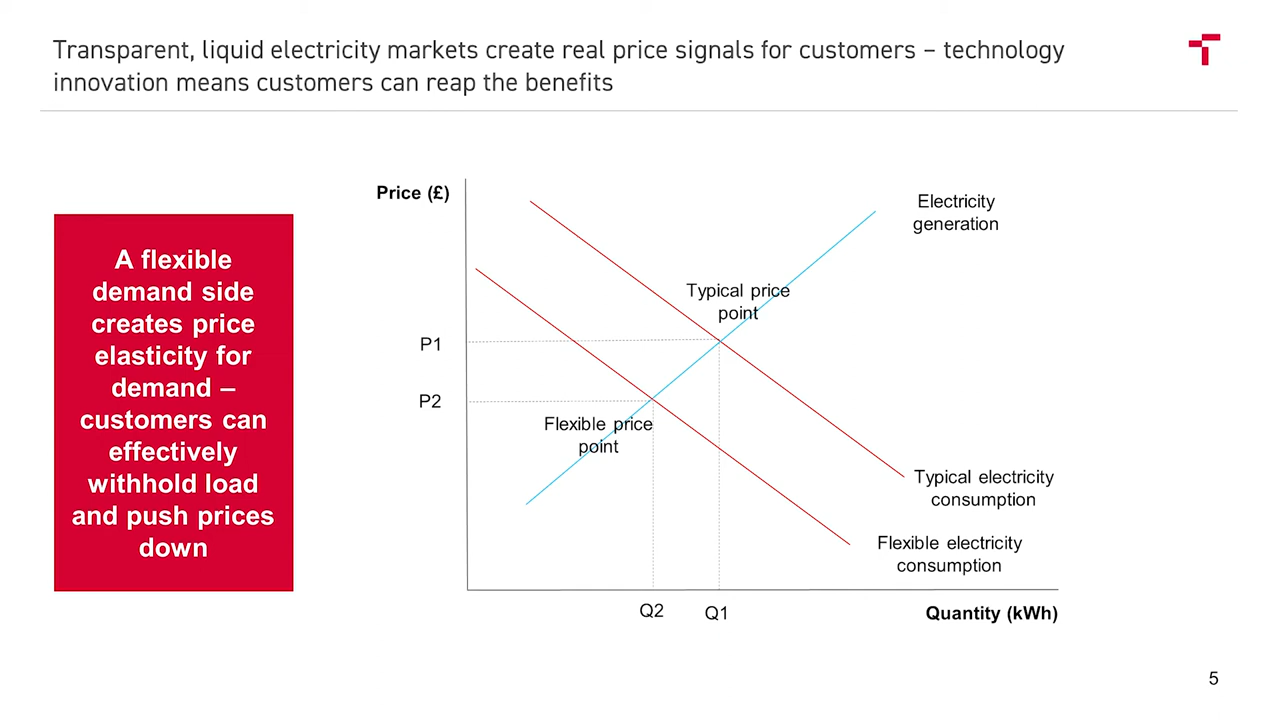 Transparent, liquid electricity markets create real price signals for customers – technology
innovation means customers can reap the benefits
A flexible
demand side
creates price
elasticity for
demand –
customers can
effectively
withhold load
and push prices
down
Price (£)
Electricity
generation
Typical price
point
P1
P2
Flexible price
point
Typical electricity
consumption
Flexible electricity
consumption
Q2
Q1
Quantity (kWh)
5